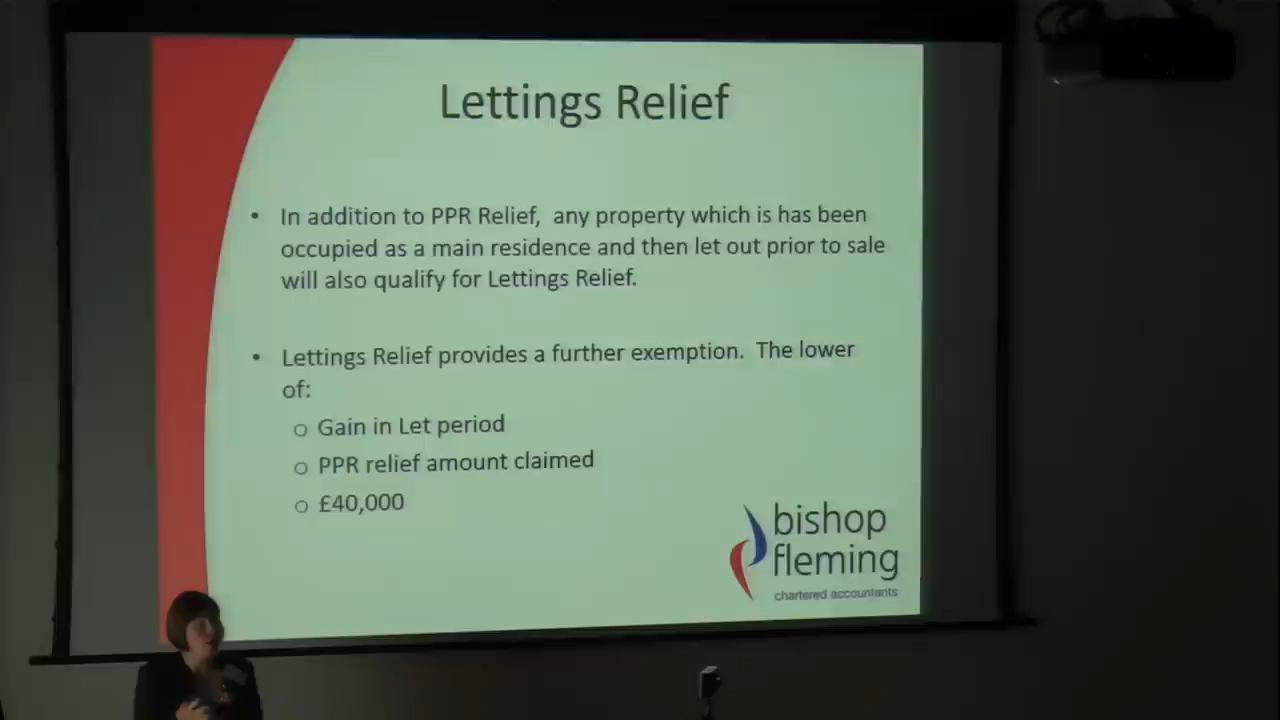 Lettings Relief
• In addition to PPR Relief,  any property which is has been
occupied as a main residence and then let out prior to sale
will also qualify for Lettings Relief.
• Lettings Relief provides a further exemption.  The lower
of:
o Gain in Let period
o PPR relief amount claimed
o £40,000
bishop
fleming
chartered accountants